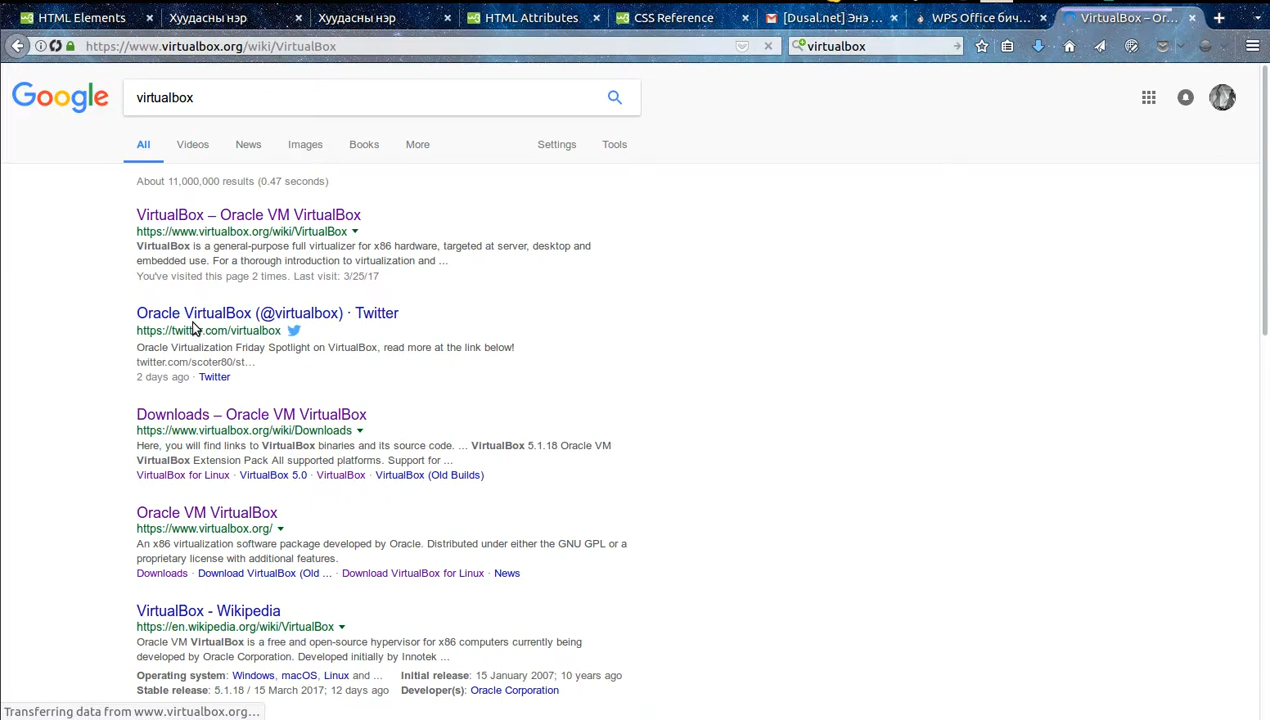 HTML Elements
Хуудасны нэр
Хуудасны нэр
HTML Attributes
CSS Reference
[Dusal.net] Энэ ...
WPS Office бич...
VirtualBox – Or...
https://www.virtualbox.org/wiki/VirtualBox
virtualbox
Google
virtualbox
All Videos News Images Books More Settings Tools
About 11,000,000 results (0.47 seconds)
VirtualBox – Oracle VM VirtualBox
https://www.virtualbox.org/wiki/VirtualBox
VirtualBox is a general-purpose full virtualizer for x86 hardware, targeted at server, desktop and
embedded use. For a thorough introduction to virtualization and ...
You've visited this page 2 times. Last visit: 3/25/17
Oracle VirtualBox (@virtualbox) · Twitter
https://twitter.com/virtualbox
Oracle Virtualization Friday Spotlight on VirtualBox, read more at the link below!
twitter.com/scoter80/st…
2 days ago · Twitter
Downloads – Oracle VM VirtualBox
https://www.virtualbox.org/wiki/Downloads
Here, you will find links to VirtualBox binaries and its source code. ... VirtualBox 5.1.18 Oracle VM
VirtualBox Extension Pack All supported platforms. Support for ...
VirtualBox for Linux · VirtualBox 5.0 · VirtualBox · VirtualBox (Old Builds)
Oracle VM VirtualBox
https://www.virtualbox.org/
An x86 virtualization software package developed by Oracle. Distributed under either the GNU GPL or a
proprietary license with additional features.
Downloads · Download VirtualBox (Old ... · Download VirtualBox for Linux · News
VirtualBox - Wikipedia
https://en.wikipedia.org/wiki/VirtualBox
Oracle VM VirtualBox is a free and open-source hypervisor for x86 computers currently being
developed by Oracle Corporation. Developed initially by Innotek ...
Operating system: Windows, macOS, Linux and ... Initial release: 15 January 2007; 10 years ago
Stable release: 5.1.18 / 15 March 2017; 12 days ago Developer(s): Oracle Corporation
Transferring data from www.virtualbox.org…